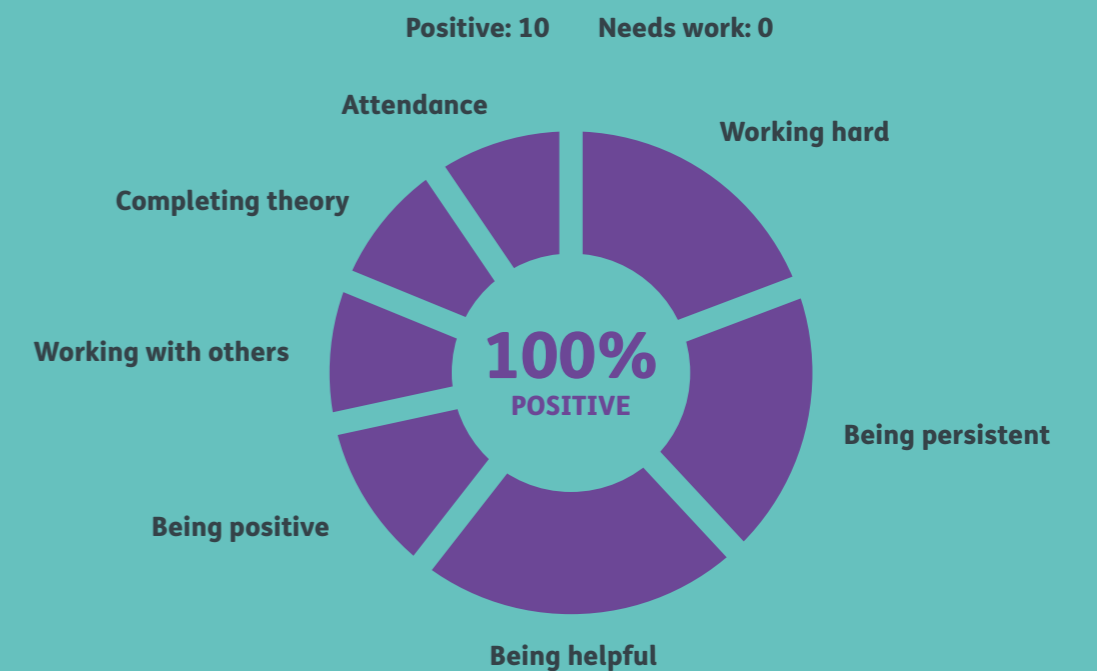 Positive: 10 Needs work: 0
Attendance
Working hard
Completing theory
Working with others
100%
POSITIVE
Being persistent
Being positive
Being helpful